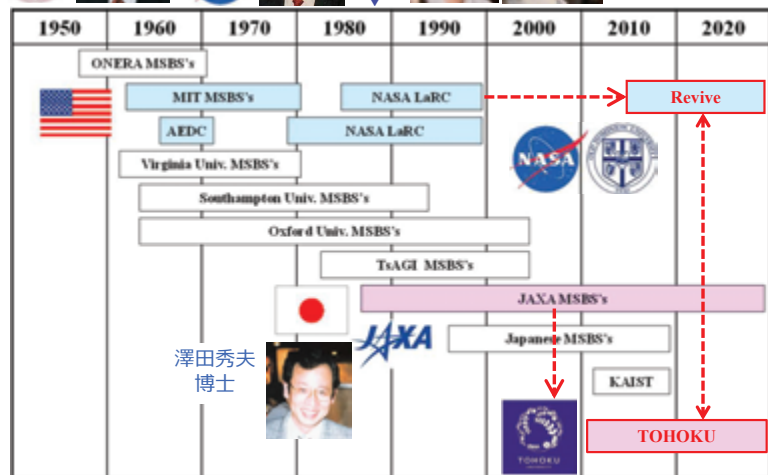 1950 1960 1970 1980 1990 2000 2010 2020
ONERA MSBS's
MIT MSBS's NASA LaRC Revive
AEDC NASA LaRC
NASA
Virginia Univ. MSBS's
Southampton Univ. MSBS's
Oxford Univ. MSBS's
TsAGI MSBS's
JAXA MSBS's
JAXA Japanese MSBS's
澤田秀夫
博士
KAIST
TOHOKU
TOHOKU